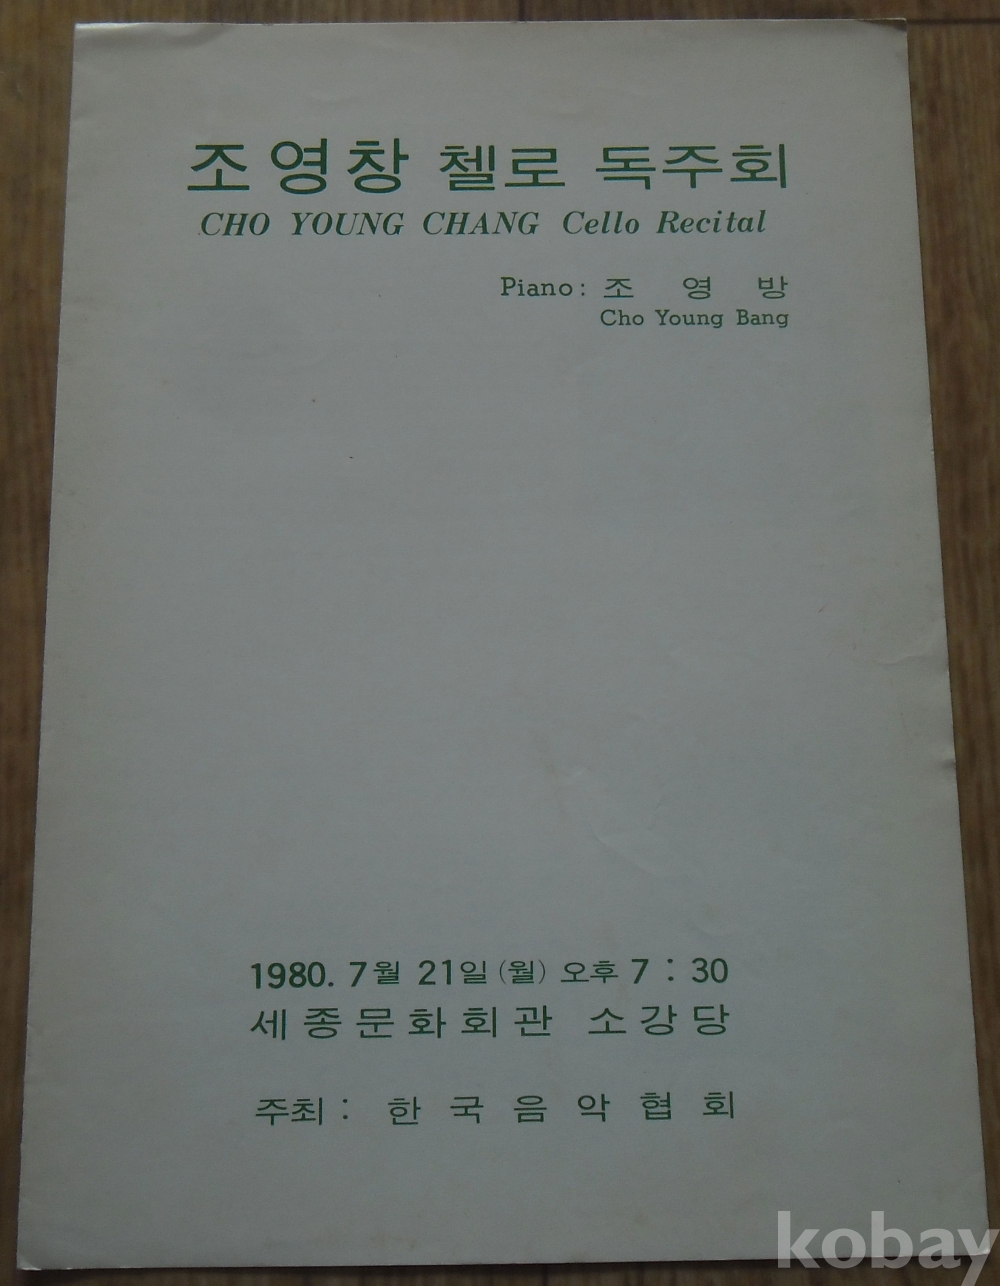 조영창 첼로 독주회
CHO YOUNG CHANG Cello Recital
Piano: 조 영 방
Cho Young Bang
1980. 7월 21일 (월) 오후 7 : 30
세종문화회관 소강당
주최 : 한국음악협회
kobay